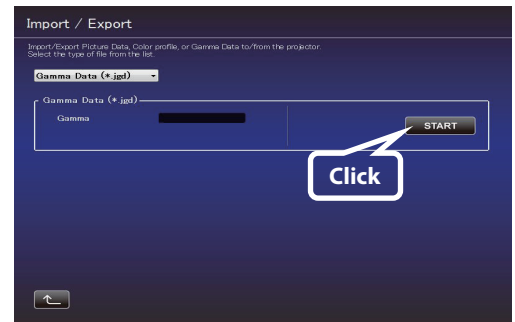 Import / Export
Import/Export Picture Data, Color profile, or Gamma Data to/from the projector.
Select the type of file from the list.
Gamma Data (*.jgd)
Gamma Data (*.jgd)
Gamma
START
Click